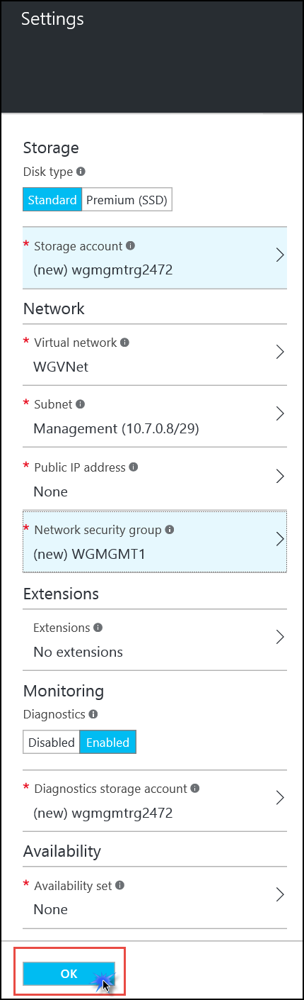 Settings
Storage
Disk type
Standard Premium (SSD)
* Storage account
(new) wgmgmtrg2472
Network
* Virtual network
WGVNet
* Subnet
Management (10.7.0.8/29)
* Public IP address
None
* Network security group
(new) WGMGMT1
Extensions
Extensions
No extensions
Monitoring
Diagnostics
Disabled Enabled
* Diagnostics storage account
(new) wgmgmtrg2472
Availability
* Availability set
None
OK